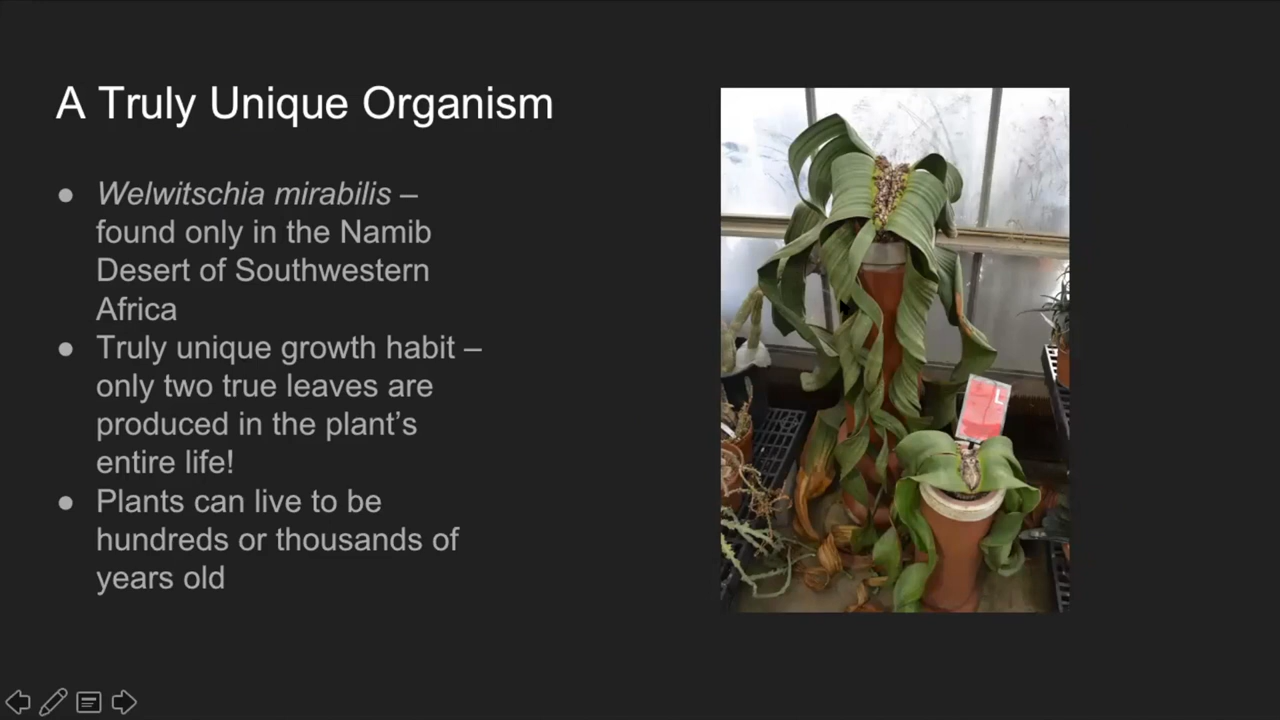 A Truly Unique Organism
● Welwitschia mirabilis –
found only in the Namib
Desert of Southwestern
Africa
● Truly unique growth habit –
only two true leaves are
produced in the plant’s
entire life!
● Plants can live to be
hundreds or thousands of
years old
L